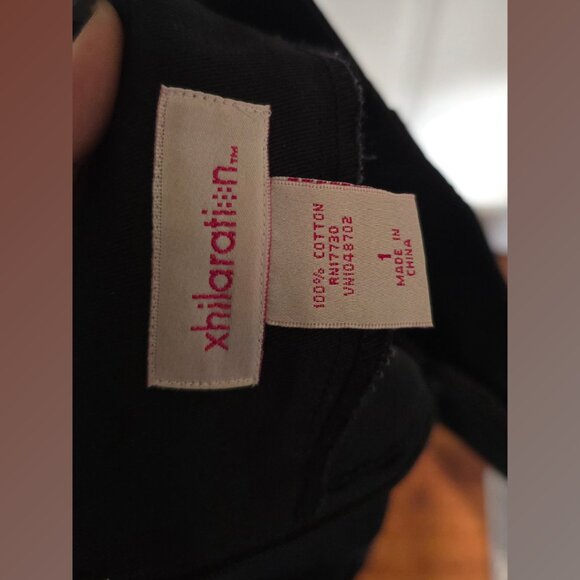 xhilaration™
100% COTTON
RN17730
VN1048702
1
MADE IN
CHINA